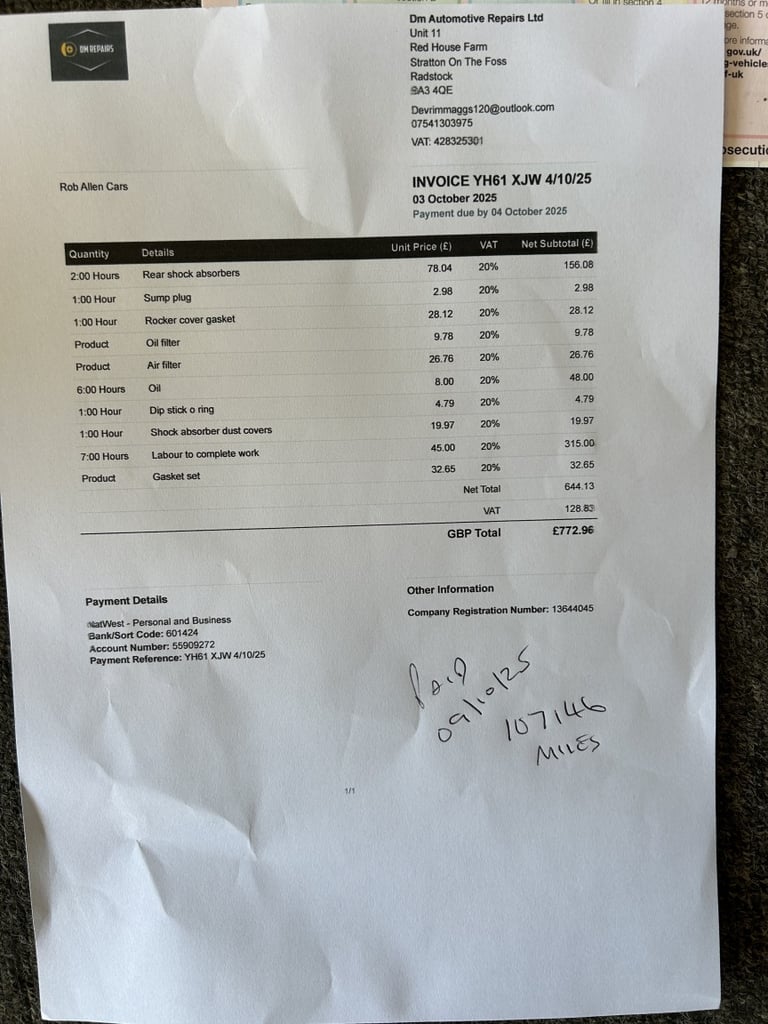 DM REPAIRS
Dm Automotive Repairs Ltd
Unit 11
Red House Farm
Stratton On The Foss
Radstock
BA3 4QE
Devrimmaggs120@outlook.com
07541303975
VAT: 428325301
Rob Allen Cars
INVOICE YH61 XJW 4/10/25
03 October 2025
Payment due by 04 October 2025
Quantity Details Unit Price (£) VAT Net Subtotal (£)
2:00 Hours Rear shock absorbers 78.04 20% 156.08
1:00 Hour Sump plug 2.98 20% 2.98
1:00 Hour Rocker cover gasket 28.12 20% 28.12
Product Oil filter 9.78 20% 9.78
Product Air filter 26.76 20% 26.76
6:00 Hours Oil 8.00 20% 48.00
1:00 Hour Dip stick o ring 4.79 20% 4.79
1:00 Hour Shock absorber dust covers 19.97 20% 19.97
7:00 Hours Labour to complete work 45.00 20% 315.00
Product Gasket set 32.65 20% 32.65
Net Total 644.13
VAT 128.83
GBP Total £772.96
Payment Details
NatWest - Personal and Business
Bank/Sort Code: 601424
Account Number: 55909272
Payment Reference: YH61 XJW 4/10/25
Other Information
Company Registration Number: 13644045
PAID
09/10/25
107146
MILES
1/1
section 5
gov.uk/